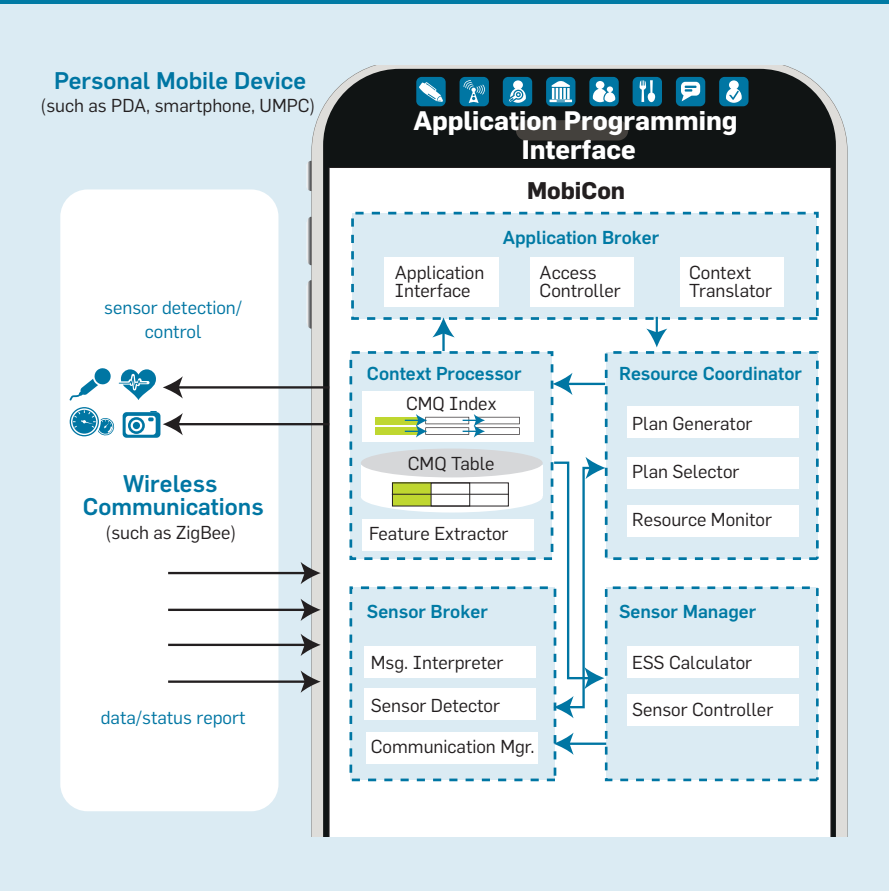 Personal Mobile Device
(such as PDA, smartphone, UMPC)
Application Programming
Interface
MobiCon
Application Broker
Application
Interface
Access
Controller
Context
Translator
sensor detection/
control
Context Processor
CMQ Index
CMQ Table
Feature Extractor
Resource Coordinator
Plan Generator
Plan Selector
Resource Monitor
Wireless
Communications
(such as ZigBee)
Sensor Broker
Msg. Interpreter
Sensor Detector
Communication Mgr.
Sensor Manager
ESS Calculator
Sensor Controller
data/status report